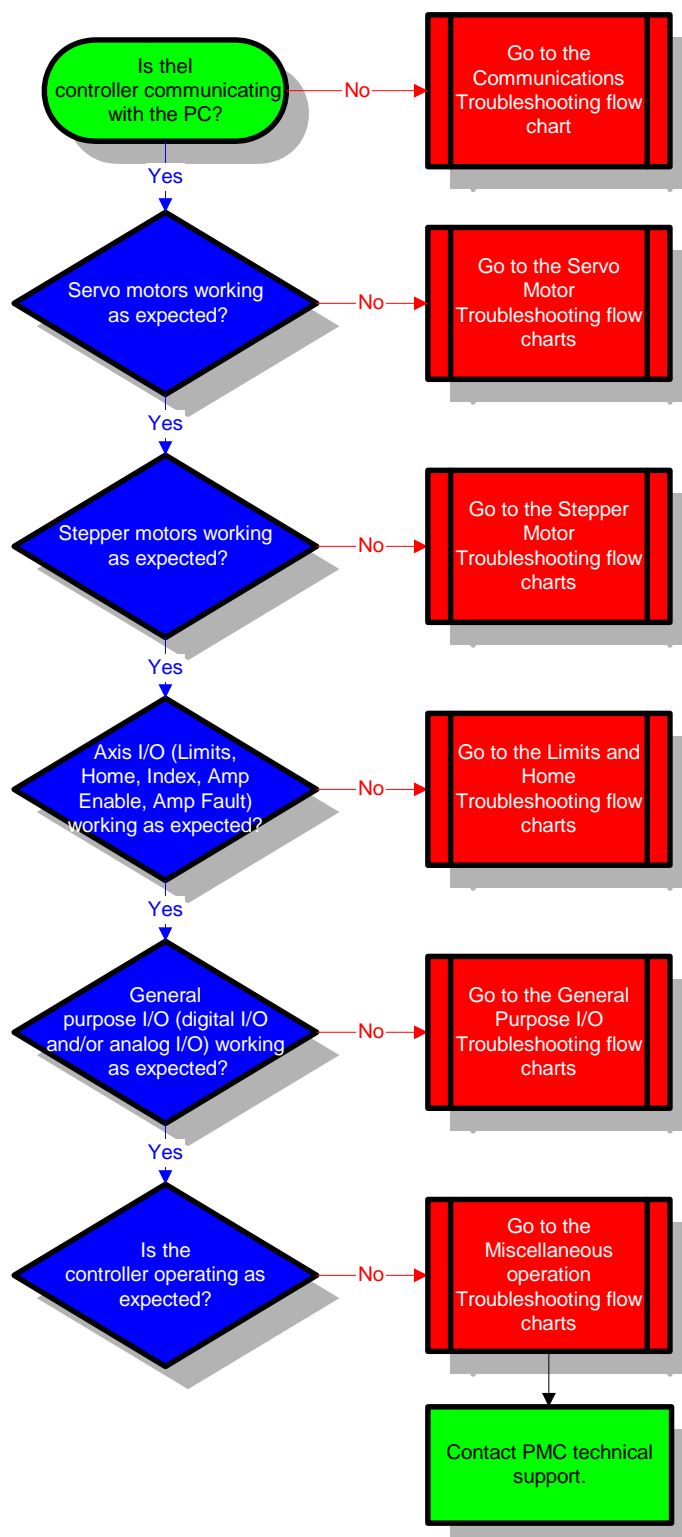 Is thel
controller communicating
with the PC?
No
Go to the
Communications
Troubleshooting flow
chart
Yes
Servo motors working
as expected?
No
Go to the Servo
Motor
Troubleshooting flow
charts
Yes
Stepper motors working
as expected?
No
Go to the Stepper
Motor
Troubleshooting flow
charts
Yes
Axis I/O (Limits,
Home, Index, Amp
Enable, Amp Fault)
working as expected?
No
Go to the Limits and
Home
Troubleshooting flow
charts
Yes
General
purpose I/O (digital I/O
and/or analog I/O) working
as expected?
No
Go to the General
Purpose I/O
Troubleshooting flow
charts
Yes
Is the
controller operating as
expected?
No
Go to the
Miscellaneous
operation
Troubleshooting flow
charts
Contact PMC technical
support.